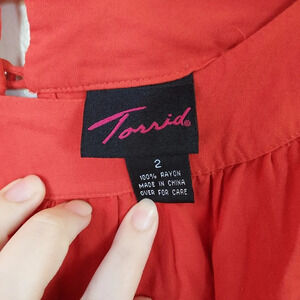 Torrid
2
100% RAYON
MADE IN CHINA
OVER FOR CARE